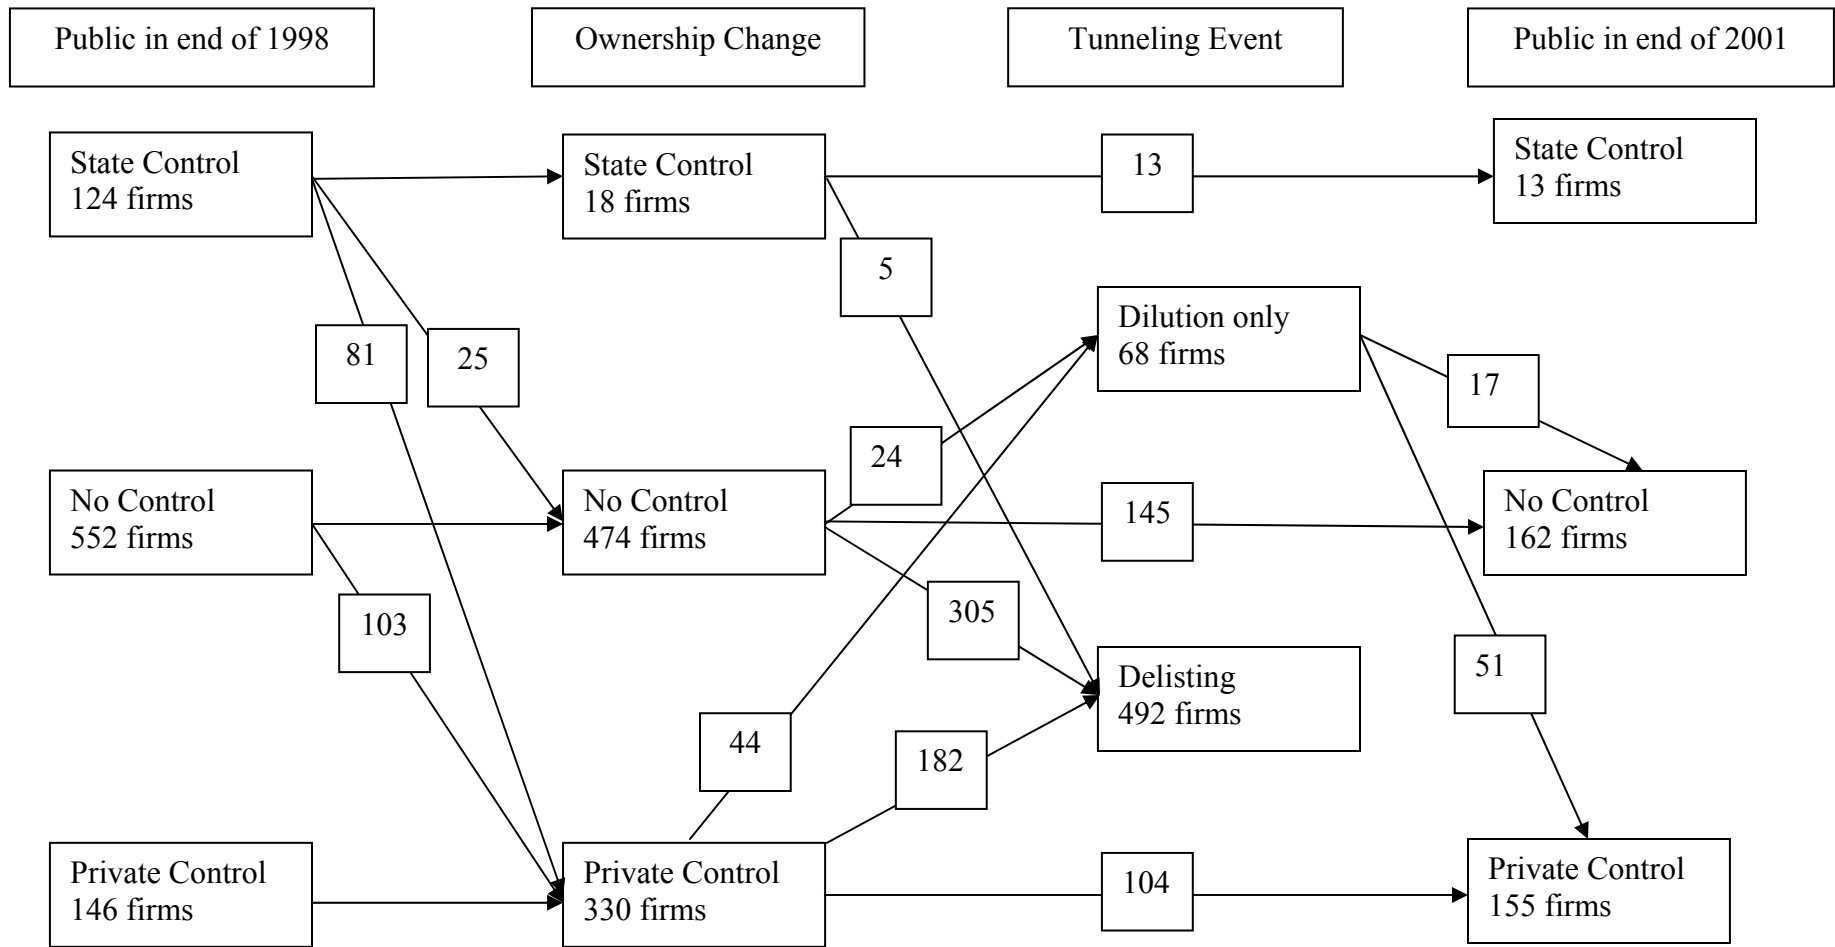 Public in end of 1998
Ownership Change
Tunneling Event
Public in end of 2001
State Control
124 firms
State Control
18 firms
13
State Control
13 firms
5
Dilution only
68 firms
81
25
17
24
No Control
552 firms
No Control
474 firms
145
No Control
162 firms
103
305
51
Delisting
492 firms
44
182
Private Control
146 firms
Private Control
330 firms
104
Private Control
155 firms